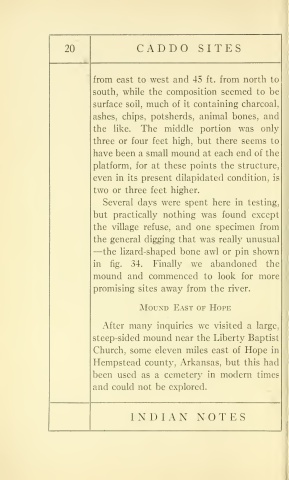 20
CADDO SITES
from east to west and 45 ft. from north to
south, while the composition seemed to be
surface soil, much of it containing charcoal,
ashes, chips, potsherds, animal bones, and
the like. The middle portion was only
three or four feet high, but there seems to
have been a small mound at each end of the
platform, for at these points the structure,
even in its present dilapidated condition, is
two or three feet higher.
Several days were spent here in testing,
but practically nothing was found except
the village refuse, and one specimen from
the general digging that was really unusual
—the lizard-shaped bone awl or pin shown
in fig. 34. Finally we abandoned the
mound and commenced to look for more
promising sites away from the river.
MOUND EAST OF HOPE
After many inquiries we visited a large,
steep-sided mound near the Liberty Baptist
Church, some eleven miles east of Hope in
Hempstead county, Arkansas, but this had
been used as a cemetery in modern times
and could not be explored.
INDIAN NOTES